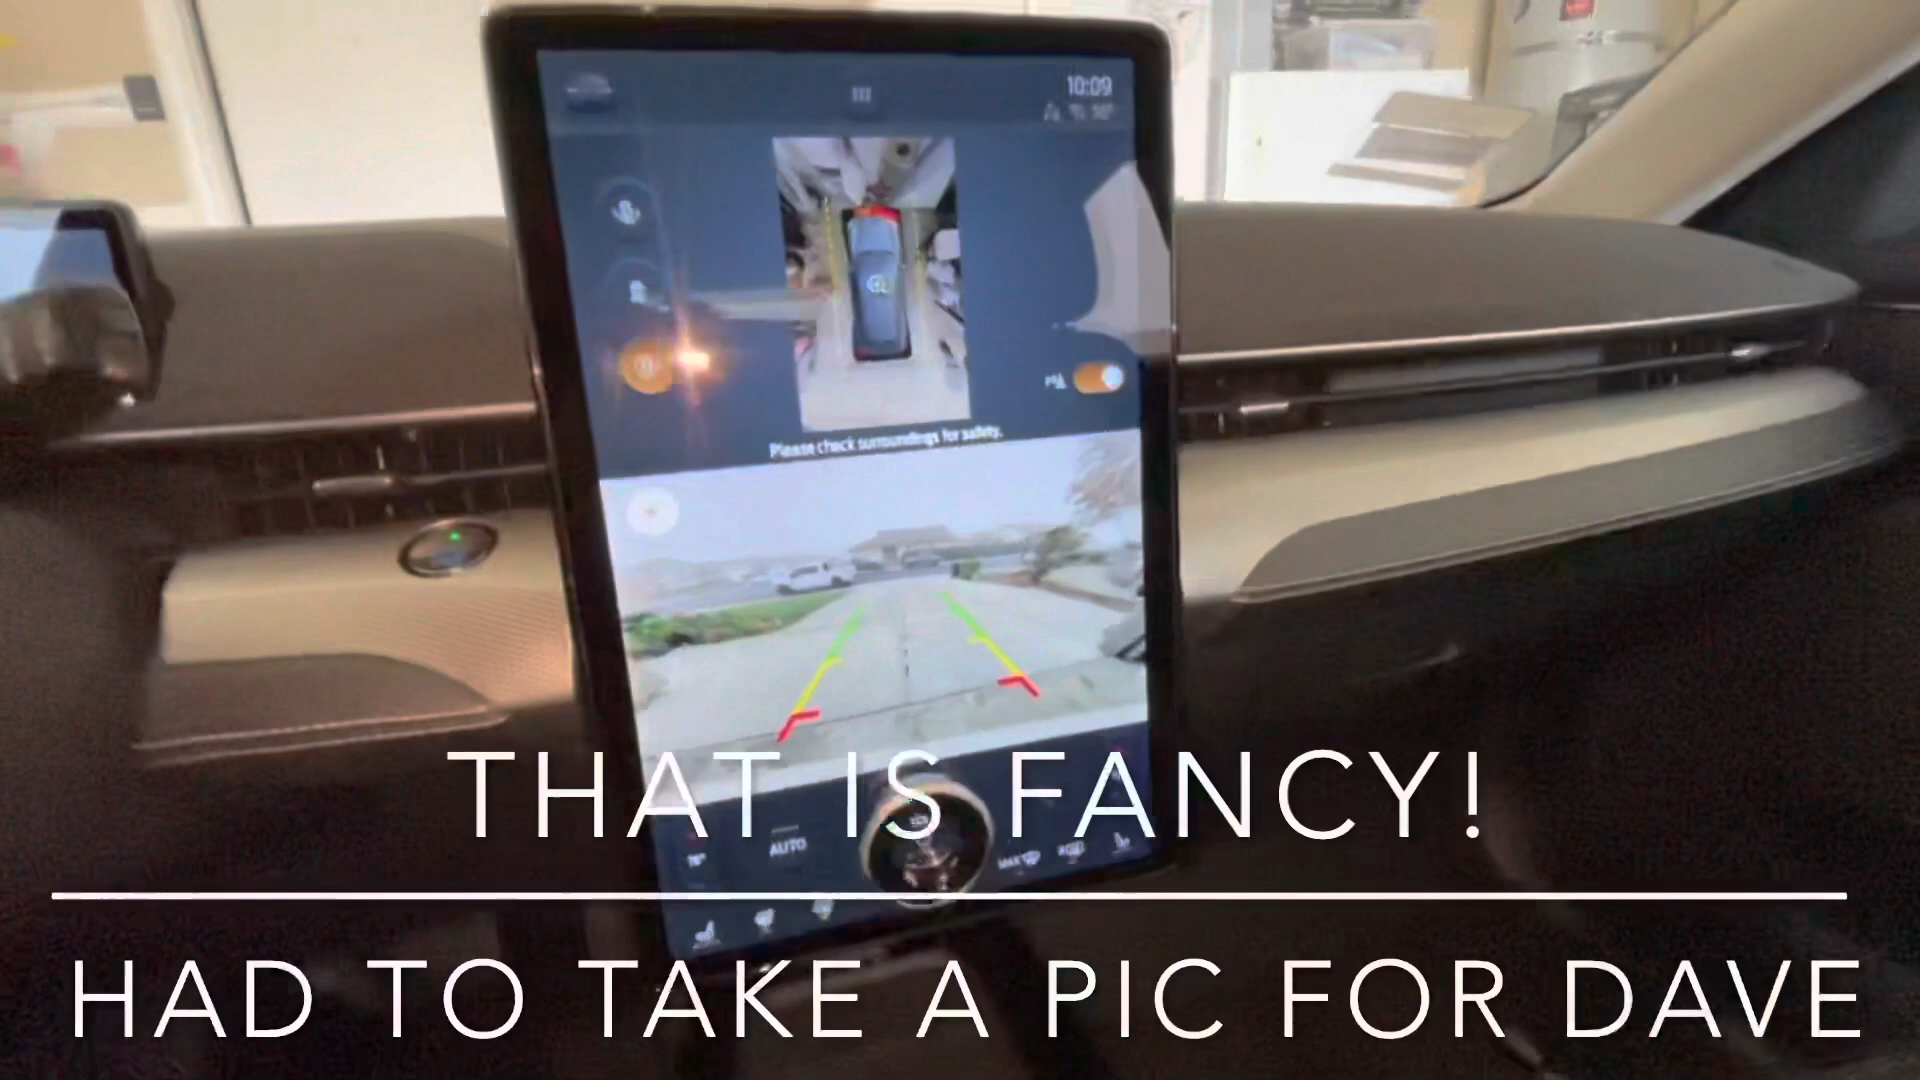 10:09
Please check surroundings for safety.
AUTO
THAT IS FANCY!
HAD TO TAKE A PIC FOR DAVE